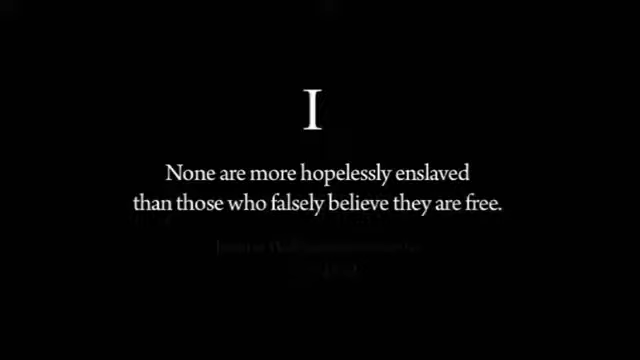 I
None are more hopelessly enslaved
than those who falsely believe they are free.